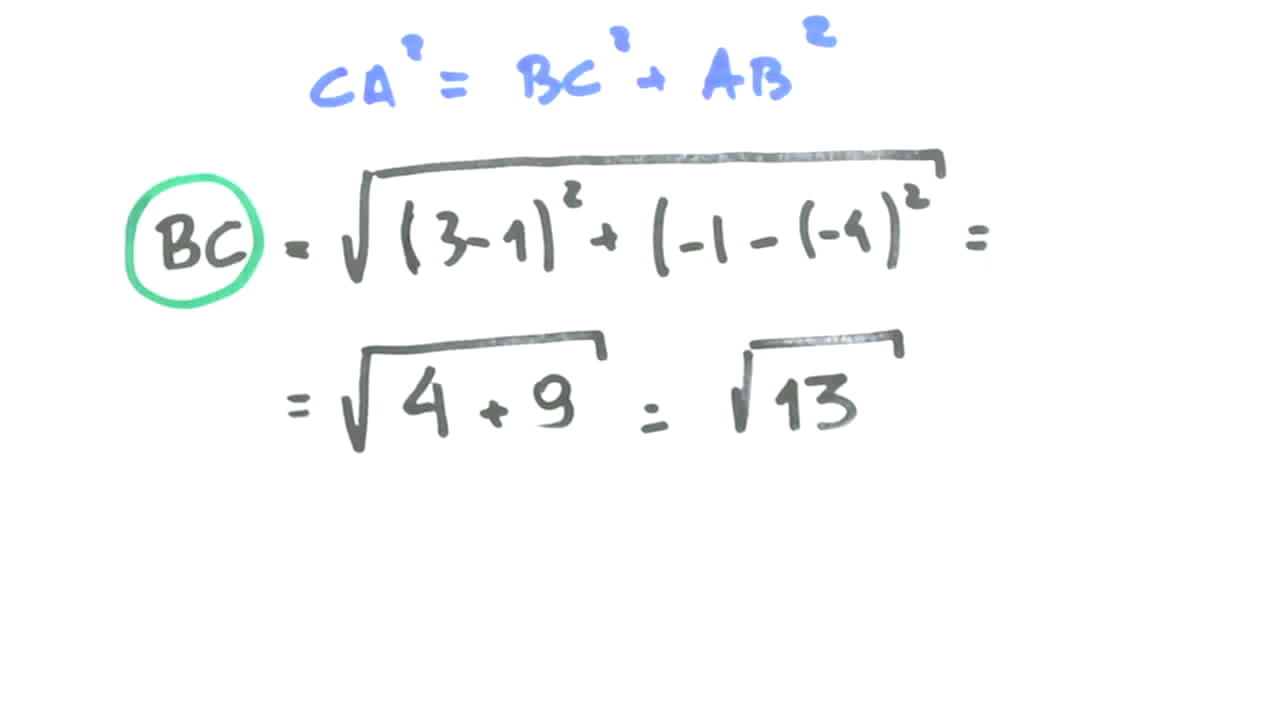 CA² = BC² + AB²
BC = √(3-1)² + (-1-(-4)² =
= √4+9 = √13